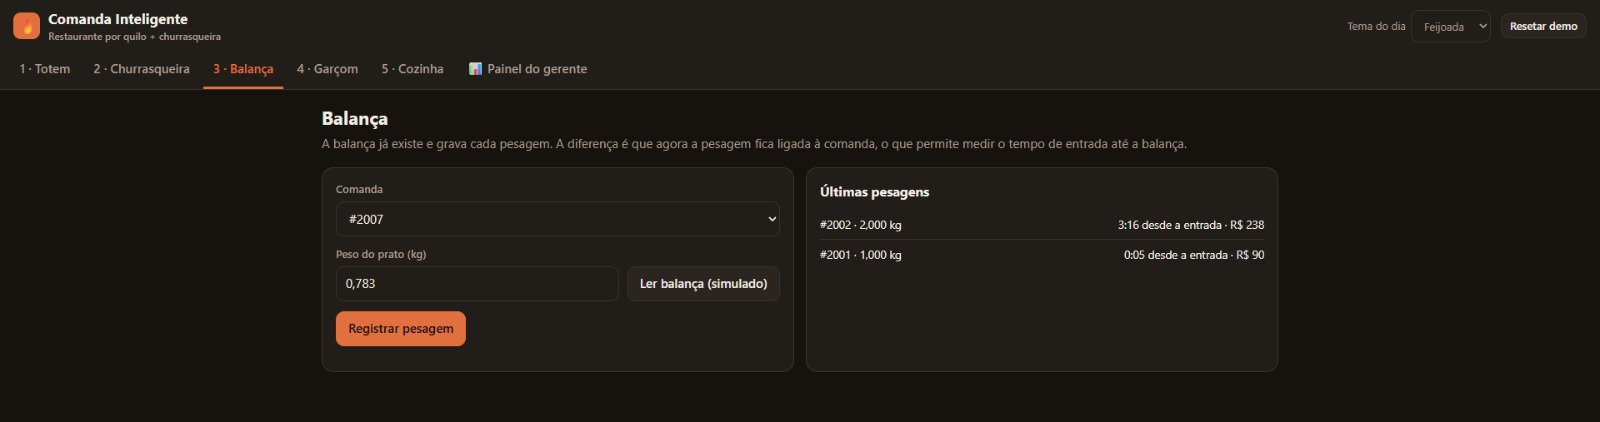 Comanda Inteligente
Restaurante por quilo + churrasqueira
Tema do dia
Feijoada
Resetar demo
1 · Totem
2 · Churrasqueira
3 · Balança
4 · Garçom
5 · Cozinha
Painel do gerente
Balança
A balança já existe e grava cada pesagem. A diferença é que agora a pesagem fica ligada à comanda, o que permite medir o tempo de entrada até a balança.
Comanda
#2007
Peso do prato (kg)
0,783
Ler balança (simulado)
Registrar pesagem
Últimas pesagens
#2002 · 2,000 kg
3:16 desde a entrada · R$ 238
#2001 · 1,000 kg
0:05 desde a entrada · R$ 90